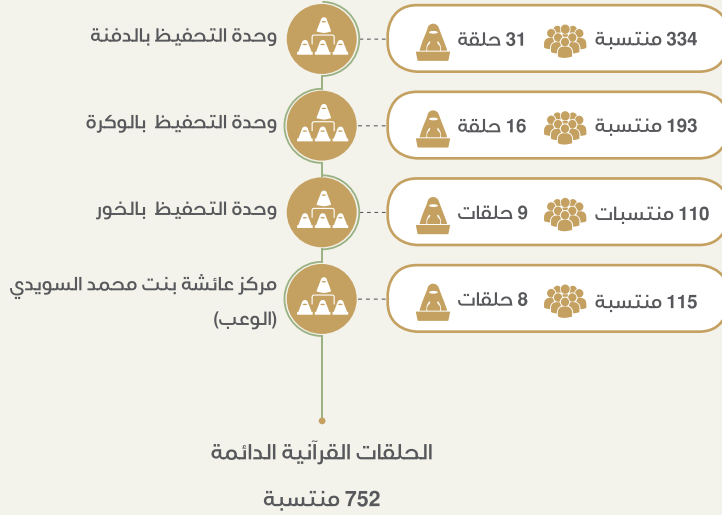 334 منتسبة 31 حلقة وحدة التحفيظ بالدفنة
193 منتسبة 16 حلقة وحدة التحفيظ بالوكرة
110 منتسبات 9 حلقات وحدة التحفيظ بالخور
115 منتسبة 8 حلقات مركز عائشة بنت محمد السويدي
(الوعب)
الحلقات القرآنية الدائمة
752 منتسبة